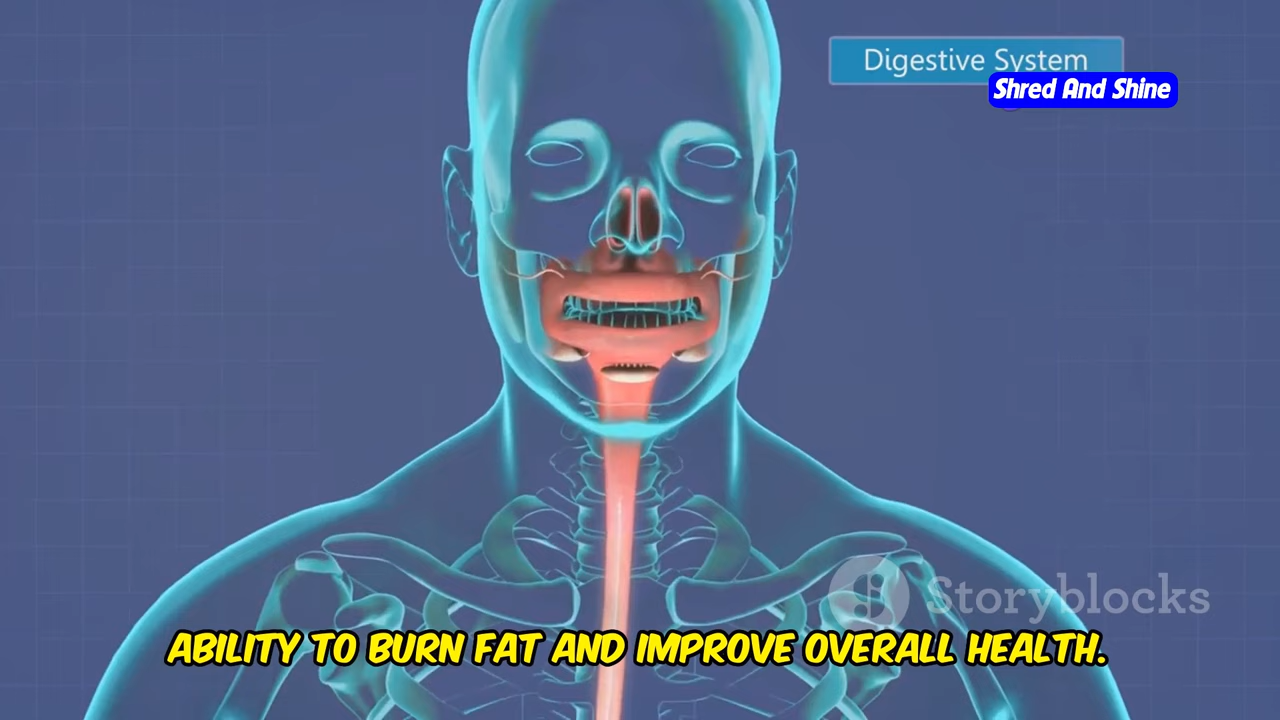 Digestive System
Shred And Shine
Storyblocks
ABILITY TO BURN FAT AND IMPROVE OVERALL HEALTH.